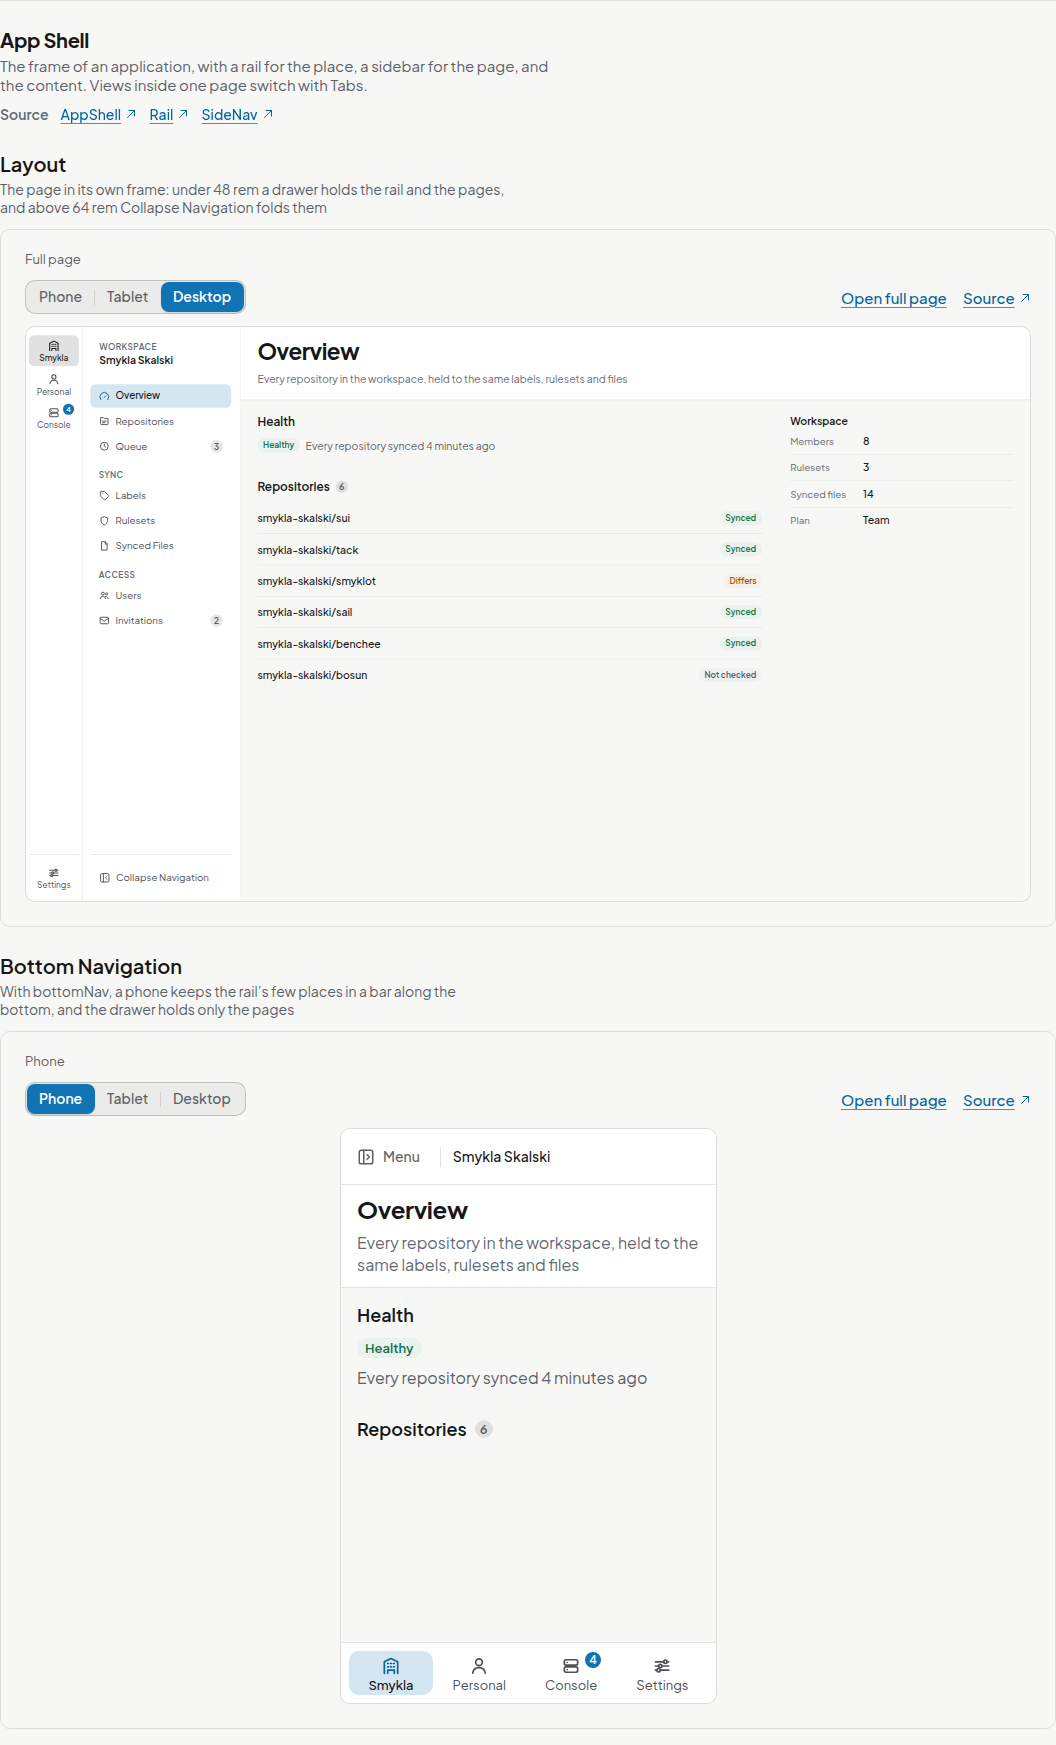 App Shell
The frame of an application, with a rail for the place, a sidebar for the page, and
the content. Views inside one page switch with Tabs.
Source AppShell Rail SideNav
Layout
The page in its own frame: under 48 rem a drawer holds the rail and the pages,
and above 64 rem Collapse Navigation folds them
Full page
Phone Tablet Desktop
Open full page Source
Smykla
Personal
4
Console
Settings
WORKSPACE
Smykla Skalski
Overview
Repositories
Queue 3
SYNC
Labels
Rulesets
Synced Files
ACCESS
Users
Invitations 2
Collapse Navigation
Overview
Every repository in the workspace, held to the same labels, rulesets and files
Health
Healthy Every repository synced 4 minutes ago
Repositories 6
smykla-skalski/sui Synced
smykla-skalski/tack Synced
smykla-skalski/smyklot Differs
smykla-skalski/sail Synced
smykla-skalski/benchee Synced
smykla-skalski/bosun Not checked
Workspace
Members 8
Rulesets 3
Synced files 14
Plan Team
Bottom Navigation
With bottomNav, a phone keeps the rail's few places in a bar along the
bottom, and the drawer holds only the pages
Phone
Phone Tablet Desktop
Open full page Source
Menu Smykla Skalski
Overview
Every repository in the workspace, held to the
same labels, rulesets and files
Health
Healthy
Every repository synced 4 minutes ago
Repositories 6
4
Smykla Personal Console Settings